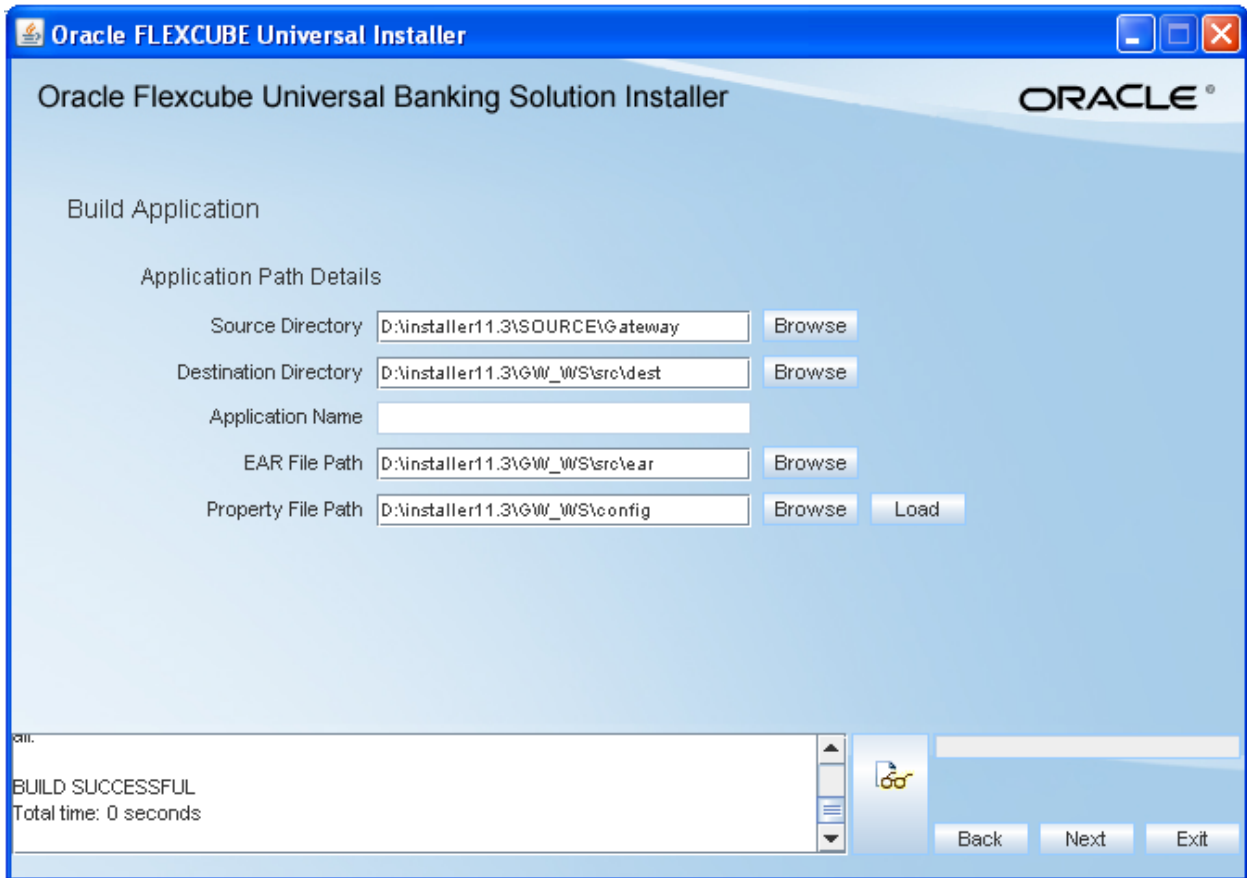 Oracle FLEXCUBE Universal Installer
Oracle Flexcube Universal Banking Solution Installer
ORACLE ®
Build Application
Application Path Details
Source Directory D:\installer11.3\SOURCE\Gateway Browse
Destination Directory D:\installer11.3\GW_WS\src\dest Browse
Application Name
EAR File Path D:\installer11.3\GW_WS\src\ear Browse
Property File Path D:\installer11.3\GW_WS\config Browse Load
all:
BUILD SUCCESSFUL
Total time: 0 seconds
Back Next Exit